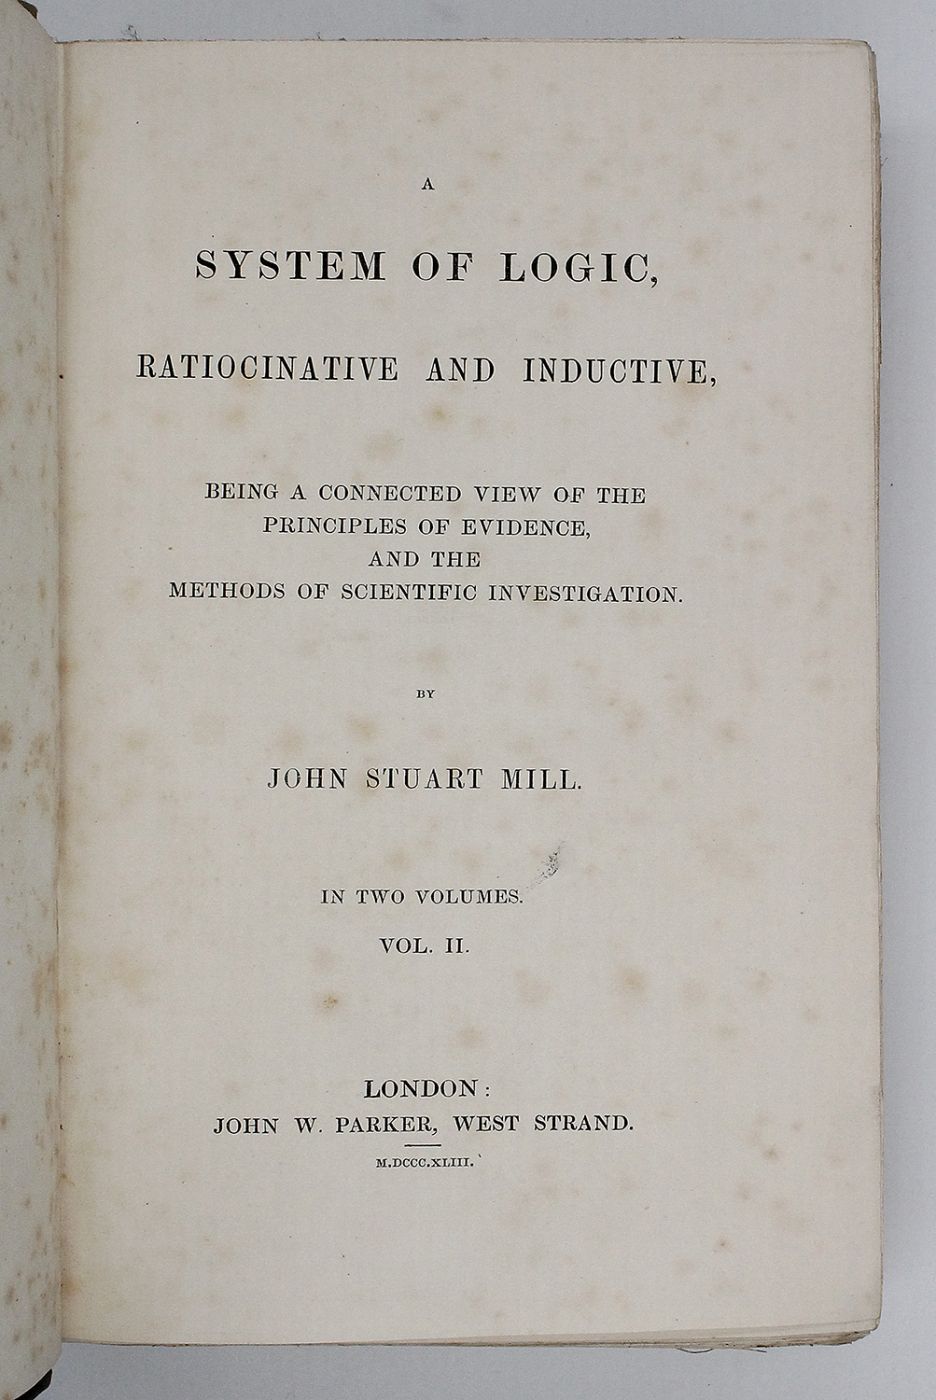 A
SYSTEM OF LOGIC,
RATIOCINATIVE AND INDUCTIVE,
BEING A CONNECTED VIEW OF THE
PRINCIPLES OF EVIDENCE,
AND THE
METHODS OF SCIENTIFIC INVESTIGATION.
BY
JOHN STUART MILL.
IN TWO VOLUMES.
VOL. II.
LONDON:
JOHN W. PARKER, WEST STRAND.
M.DCCC.XLIII.